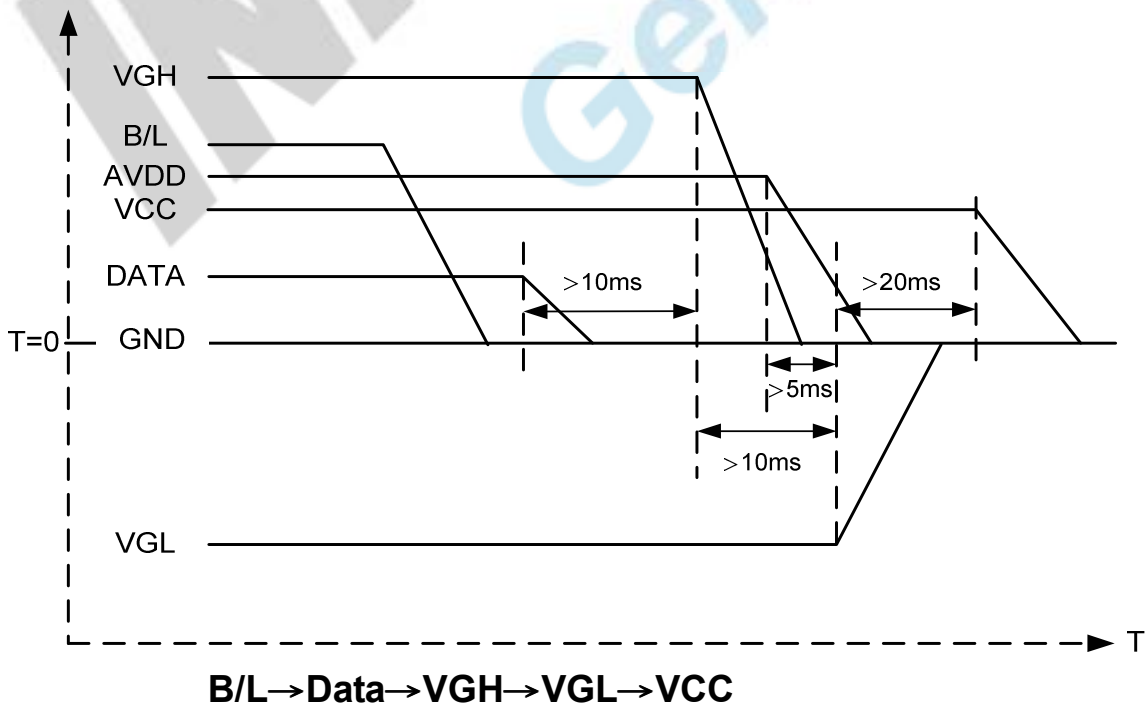 VGH
B/L
AVDD
VCC
DATA
>10ms
>20ms
T=0
GND
>5ms
>10ms
VGL
T
B/L→Data→VGH→VGL→VCC